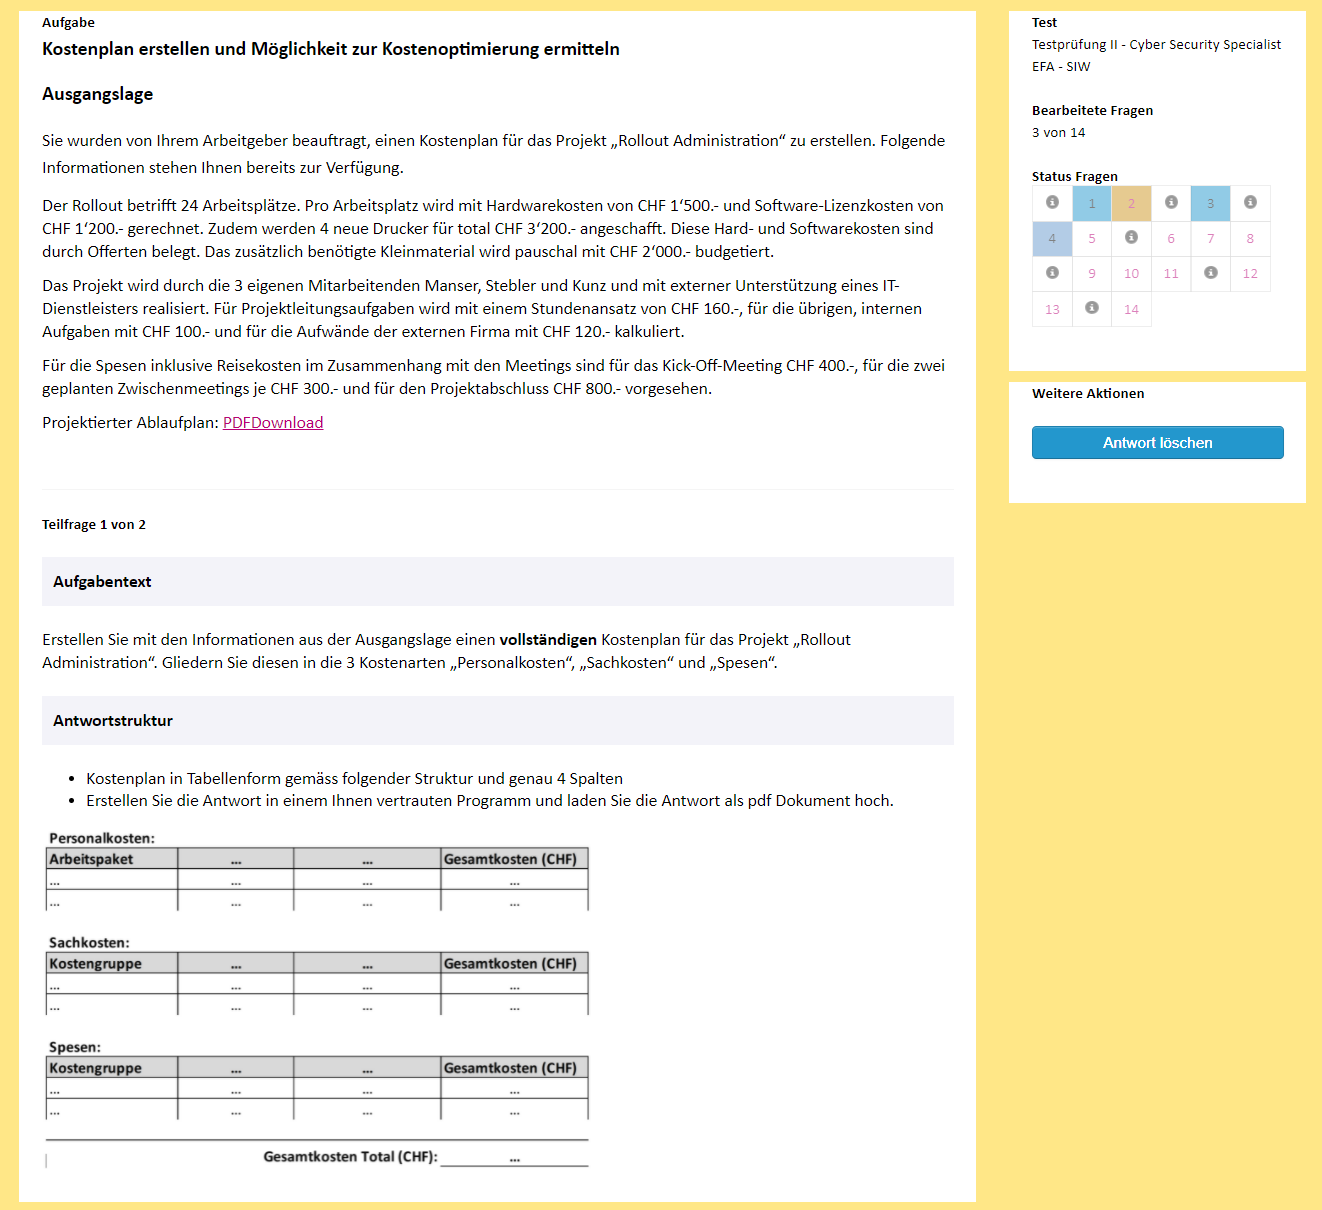 Aufgabe
Kostenplan erstellen und Möglichkeit zur Kostenoptimierung ermitteln
Ausgangslage
Sie wurden von Ihrem Arbeitgeber beauftragt, einen Kostenplan für das Projekt „Rollout Administration“ zu erstellen. Folgende
Informationen stehen Ihnen bereits zur Verfügung.
Der Rollout betrifft 24 Arbeitsplätze. Pro Arbeitsplatz wird mit Hardwarekosten von CHF 1‘500.- und Software-Lizenzkosten von
CHF 1‘200.- gerechnet. Zudem werden 4 neue Drucker für total CHF 3‘200.- angeschafft. Diese Hard- und Softwarekosten sind
durch Offerten belegt. Das zusätzlich benötigte Kleinmaterial wird pauschal mit CHF 2‘000.- budgetiert.
Das Projekt wird durch die 3 eigenen Mitarbeitenden Manser, Stebler und Kunz und mit externer Unterstützung eines IT-
Dienstleisters realisiert. Für Projektleitungsaufgaben wird mit einem Stundenansatz von CHF 160.-, für die übrigen, internen
Aufgaben mit CHF 100.- und für die Aufwände der externen Firma mit CHF 120.- kalkuliert.
Für die Spesen inklusive Reisekosten im Zusammenhang mit den Meetings sind für das Kick-Off-Meeting CHF 400.-, für die zwei
geplanten Zwischenmeetings je CHF 300.- und für den Projektabschluss CHF 800.- vorgesehen.
Projektierter Ablaufplan: PDFDownload
Teilfrage 1 von 2
Aufgabentext
Erstellen Sie mit den Informationen aus der Ausgangslage einen vollständigen Kostenplan für das Projekt „Rollout
Administration“. Gliedern Sie diesen in die 3 Kostenarten „Personalkosten“, „Sachkosten“ und „Spesen“.
Antwortstruktur
• Kostenplan in Tabellenform gemäss folgender Struktur und genau 4 Spalten
• Erstellen Sie die Antwort in einem Ihnen vertrauten Programm und laden Sie die Antwort als pdf Dokument hoch.
Personalkosten:
Arbeitspaket ... ... Gesamtkosten (CHF)
... ... ... ...
... ... ... ...
Sachkosten:
Kostengruppe ... ... Gesamtkosten (CHF)
... ... ... ...
... ... ... ...
Spesen:
Kostengruppe ... ... Gesamtkosten (CHF)
... ... ... ...
... ... ... ...
Gesamtkosten Total (CHF): ...
Test
Testprüfung II - Cyber Security Specialist
EFA - SIW
Bearbeitete Fragen
3 von 14
Status Fragen
i 1 2 i 3 i
4 5 i 6 7 8
i 9 10 11 i 12
13 i 14
Weitere Aktionen
Antwort löschen